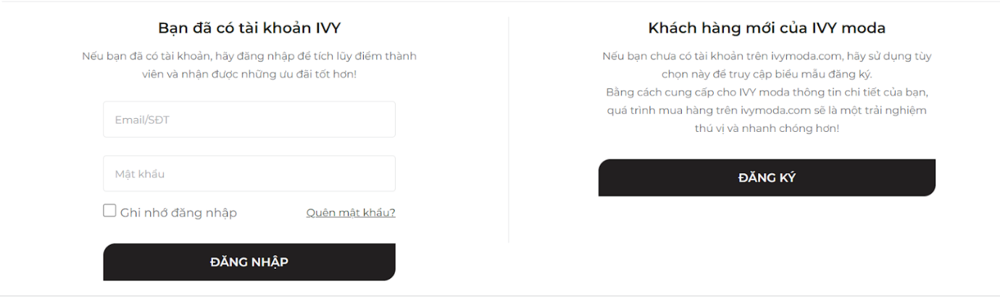 Bạn đã có tài khoản IVY
Nếu bạn đã có tài khoản, hãy đăng nhập để tích lũy điểm thành
viên và nhận được những ưu đãi tốt hơn!
Email/SĐT
Mật khẩu
Ghi nhớ đăng nhập
Quên mật khẩu?
ĐĂNG NHẬP
Khách hàng mới của IVY moda
Nếu bạn chưa có tài khoản trên ivymoda.com, hãy sử dụng tùy
chọn này để truy cập biểu mẫu đăng ký.
Bằng cách cung cấp cho IVY moda thông tin chi tiết của bạn,
quá trình mua hàng trên ivymoda.com sẽ là một trải nghiệm
thú vị và nhanh chóng hơn!
ĐĂNG KÝ